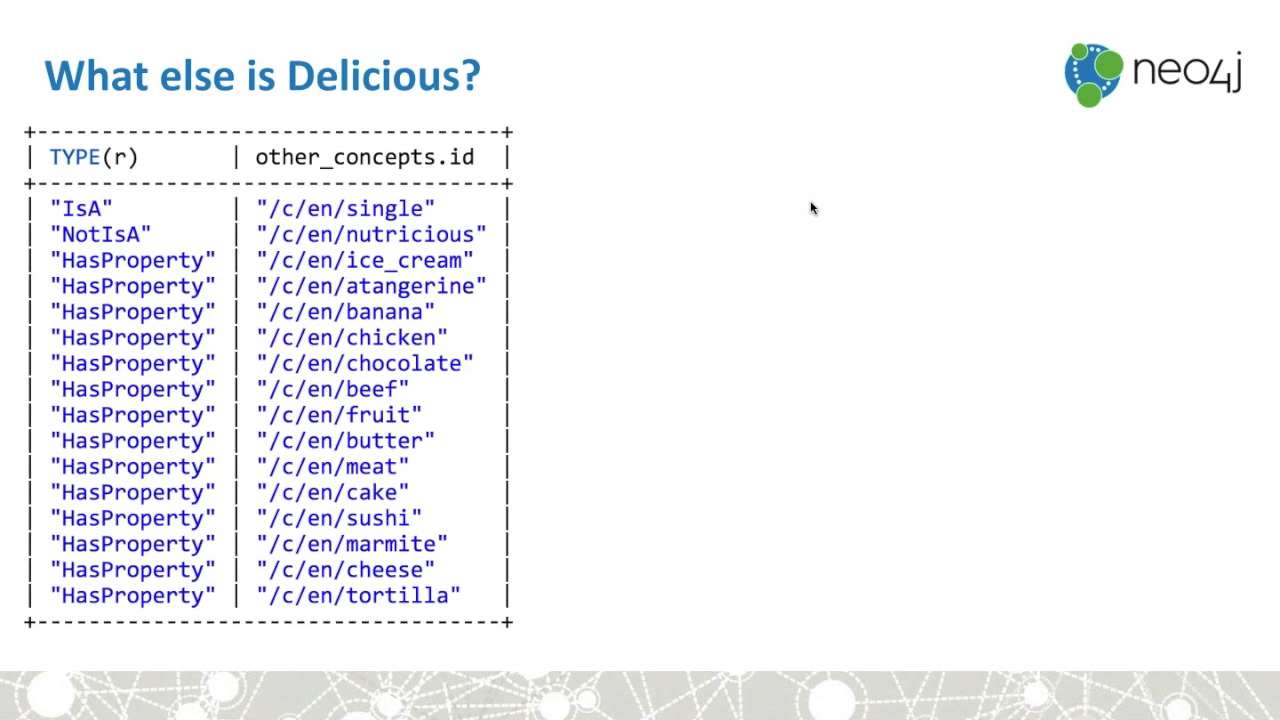 What else is Delicious?
neo4j
+-------------------------------------+
| TYPE(r) | other_concepts.id |
+-------------------------------------+
| "IsA" | "/c/en/single" |
| "NotIsA" | "/c/en/nutricious" |
| "HasProperty" | "/c/en/ice_cream" |
| "HasProperty" | "/c/en/atangerine" |
| "HasProperty" | "/c/en/banana" |
| "HasProperty" | "/c/en/chicken" |
| "HasProperty" | "/c/en/chocolate" |
| "HasProperty" | "/c/en/beef" |
| "HasProperty" | "/c/en/fruit" |
| "HasProperty" | "/c/en/butter" |
| "HasProperty" | "/c/en/meat" |
| "HasProperty" | "/c/en/cake" |
| "HasProperty" | "/c/en/sushi" |
| "HasProperty" | "/c/en/marmite" |
| "HasProperty" | "/c/en/cheese" |
| "HasProperty" | "/c/en/tortilla" |
+-------------------------------------+